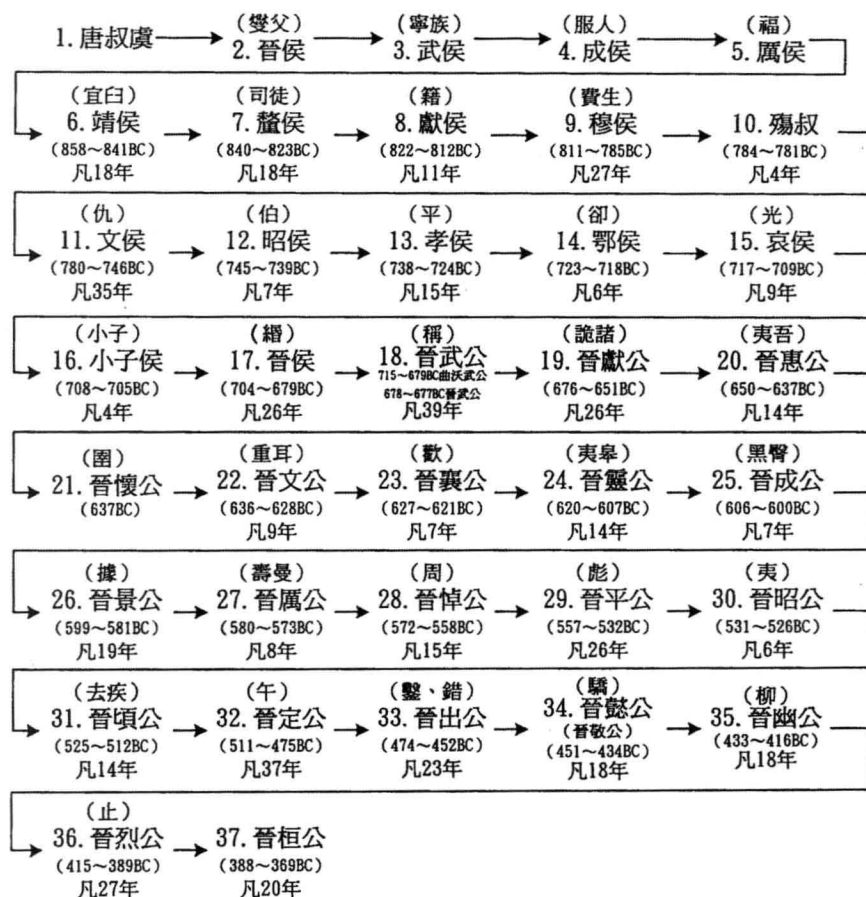 (燮父) (寧族) (服人) (福)
1. 唐叔虞 2. 晉侯 3. 武侯 4. 成侯 5. 厲侯
(宜臼) (司徒) (籍) (費生)
6. 靖侯 7. 釐侯 8. 獻侯 9. 穆侯 10. 殤叔
(858～841BC) (840～823BC) (822～812BC) (811～785BC) (784～781BC)
凡18年 凡18年 凡11年 凡27年 凡4年
(仇) (伯) (平) (卻) (光)
11. 文侯 12. 昭侯 13. 孝侯 14. 鄂侯 15. 哀侯
(780～746BC) (745～739BC) (738～724BC) (723～718BC) (717～709BC)
凡35年 凡7年 凡15年 凡6年 凡9年
(小子) (緡) (稱) (詭諸) (夷吾)
16. 小子侯 17. 晉侯 18. 晉武公 19. 晉獻公 20. 晉惠公
(708～705BC) (704～679BC) 715～679BC曲沃武公 (676～651BC) (650～637BC)
678～677BC晉武公
凡4年 凡26年 凡39年 凡26年 凡14年
(圉) (重耳) (歡) (夷皋) (黑臀)
21. 晉懷公 22. 晉文公 23. 晉襄公 24. 晉靈公 25. 晉成公
(637BC) (636～628BC) (627～621BC) (620～607BC) (606～600BC)
凡9年 凡7年 凡14年 凡7年
(據) (壽曼) (周) (彪) (夷)
26. 晉景公 27. 晉厲公 28. 晉悼公 29. 晉平公 30. 晉昭公
(599～581BC) (580～573BC) (572～558BC) (557～532BC) (531～526BC)
凡19年 凡8年 凡15年 凡26年 凡6年
(去疾) (午) (鑿、錯) (驕) (柳)
31. 晉頃公 32. 晉定公 33. 晉出公 34. 晉懿公 35. 晉幽公
(晉敬公)
(525～512BC) (511～475BC) (474～452BC) (451～434BC) (433～416BC)
凡14年 凡37年 凡23年 凡18年 凡18年
(止)
36. 晉烈公 37. 晉桓公
(415～389BC) (388～369BC)
凡27年 凡20年